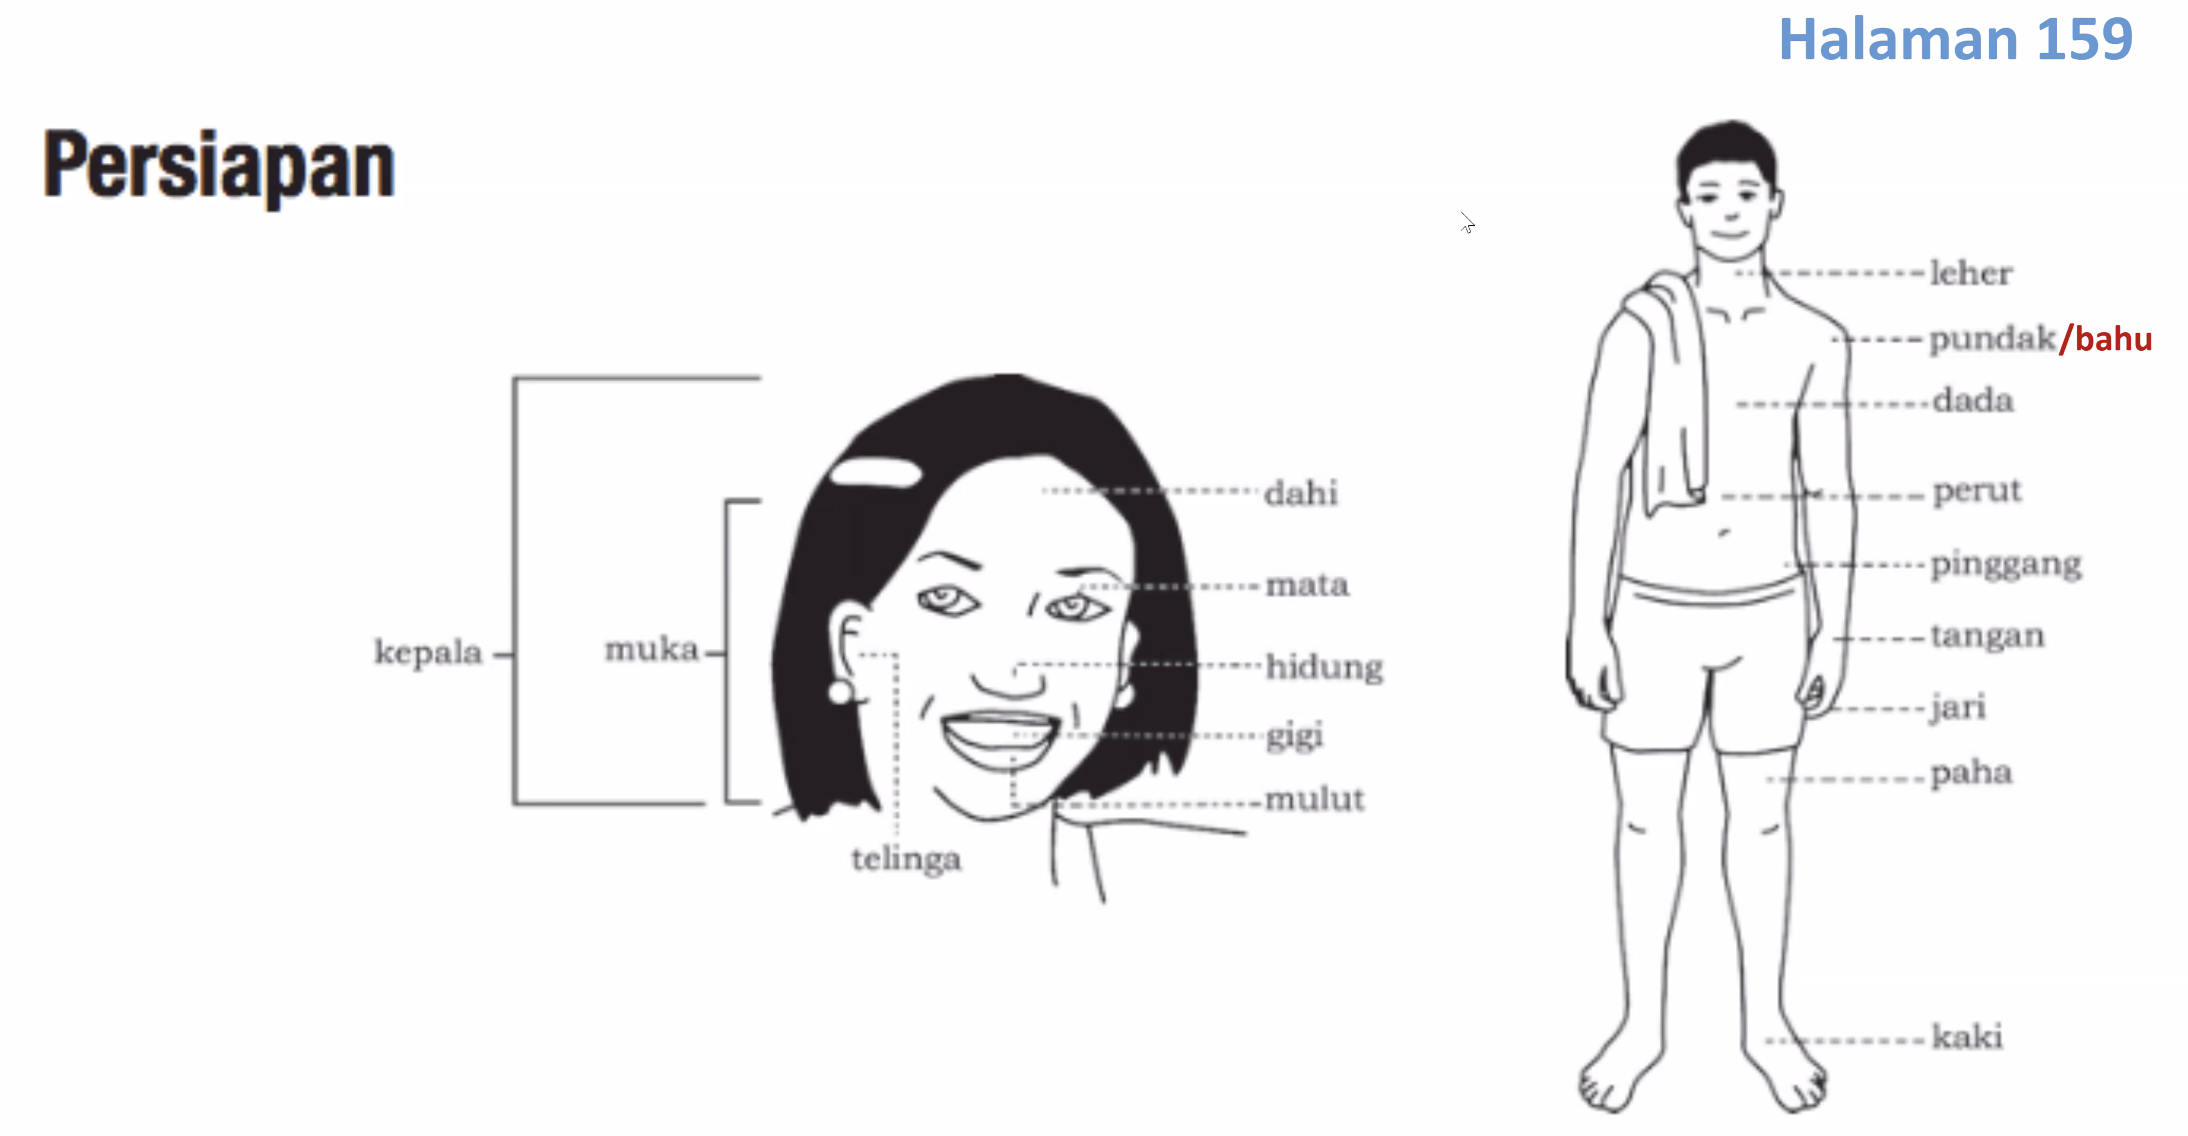 Halaman 159
Persiapan
kepala
muka
telinga
dahi
mata
hidung
gigi
mulut
leher
pundak/bahu
dada
perut
pinggang
tangan
jari
paha
kaki